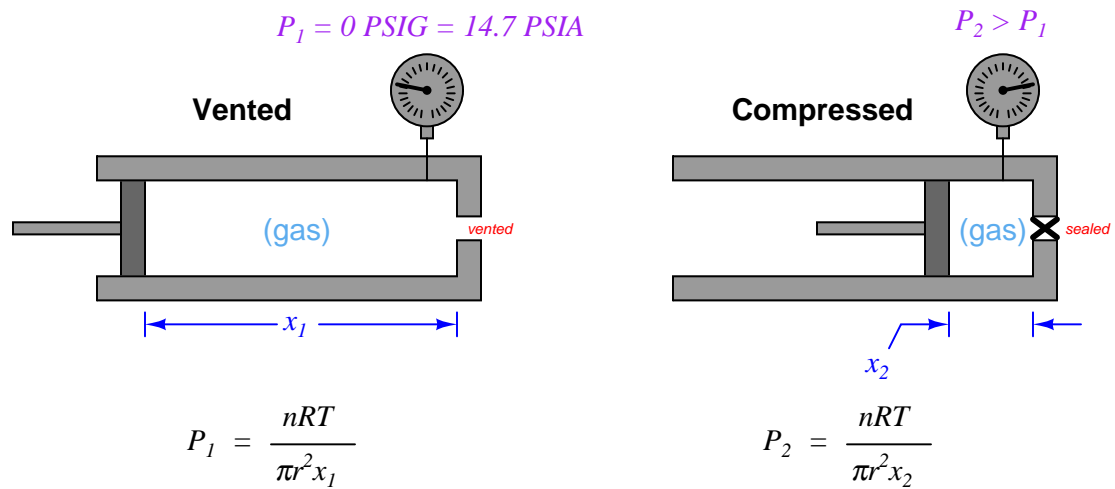 P₁ = 0 PSIG = 14.7 PSIA
P₂ > P₁
Vented
Compressed
(gas)
vented
(gas)
sealed
x₁
x₂
P₁ = nRT / πr²x₁
P₂ = nRT / πr²x₂